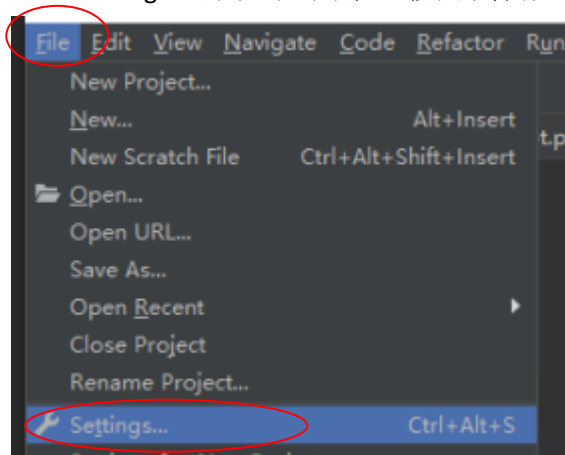 File Edit View Navigate Code Refactor Run
New Project...
New... Alt+Insert
t.p
New Scratch File Ctrl+Alt+Shift+Insert
Open...
Open URL...
Save As...
Open Recent
Close Project
Rename Project...
Settings... Ctrl+Alt+S